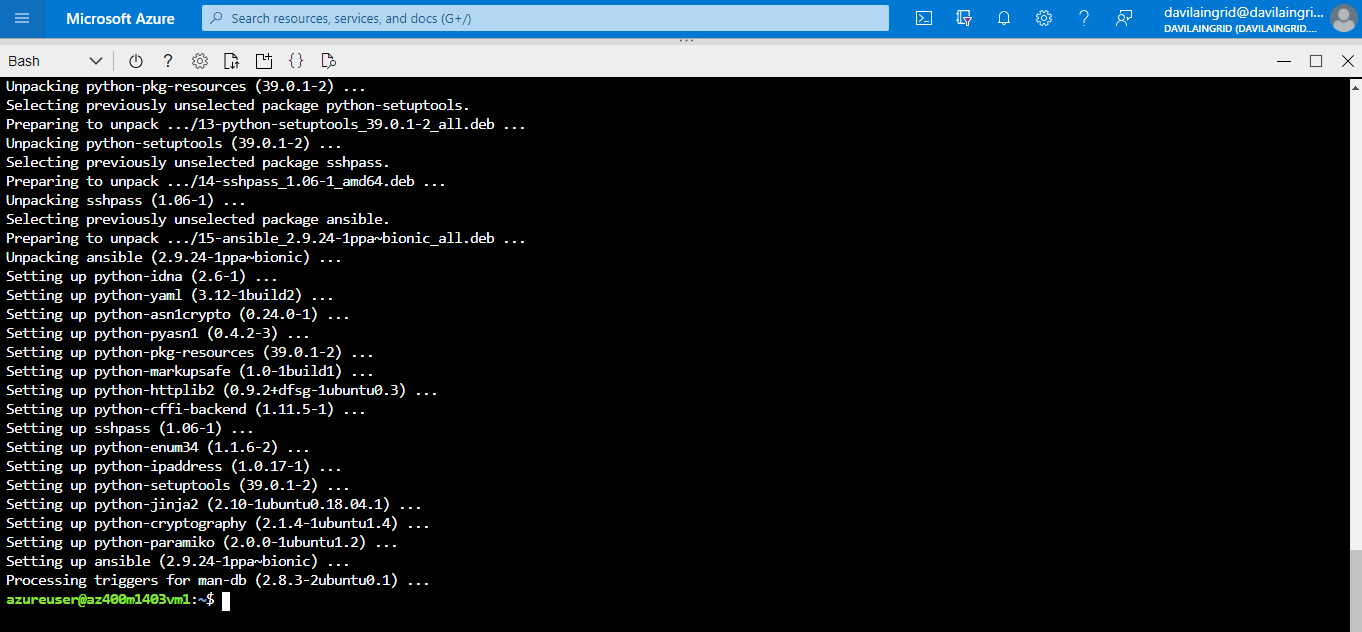 Microsoft Azure
Search resources, services, and docs (G+/)
davilaingrid@davilaingri...
DAVILAINGRID (DAVILAINGRID....
Bash
Unpacking python-pkg-resources (39.0.1-2) ...
Selecting previously unselected package python-setuptools.
Preparing to unpack .../13-python-setuptools_39.0.1-2_all.deb ...
Unpacking python-setuptools (39.0.1-2) ...
Selecting previously unselected package sshpass.
Preparing to unpack .../14-sshpass_1.06-1_amd64.deb ...
Unpacking sshpass (1.06-1) ...
Selecting previously unselected package ansible.
Preparing to unpack .../15-ansible_2.9.24-1ppa~bionic_all.deb ...
Unpacking ansible (2.9.24-1ppa~bionic) ...
Setting up python-idna (2.6-1) ...
Setting up python-yaml (3.12-1build2) ...
Setting up python-asn1crypto (0.24.0-1) ...
Setting up python-pyasn1 (0.4.2-3) ...
Setting up python-pkg-resources (39.0.1-2) ...
Setting up python-markupsafe (1.0-1build1) ...
Setting up python-httplib2 (0.9.2+dfsg-1ubuntu0.3) ...
Setting up python-cffi-backend (1.11.5-1) ...
Setting up sshpass (1.06-1) ...
Setting up python-enum34 (1.1.6-2) ...
Setting up python-ipaddress (1.0.17-1) ...
Setting up python-setuptools (39.0.1-2) ...
Setting up python-jinja2 (2.10-1ubuntu0.18.04.1) ...
Setting up python-cryptography (2.1.4-1ubuntu1.4) ...
Setting up python-paramiko (2.0.0-1ubuntu1.2) ...
Setting up ansible (2.9.24-1ppa~bionic) ...
Processing triggers for man-db (2.8.3-2ubuntu0.1) ...
azureuser@az400m1403vm1:~$